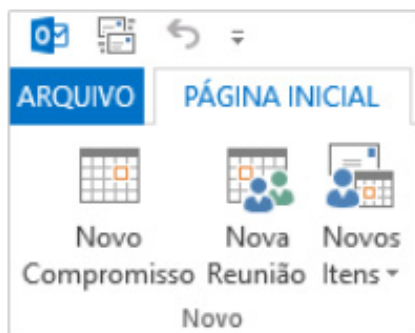 ARQUIVO PÁGINA INICIAL
Novo Nova Novos
Compromisso Reunião Itens
Novo